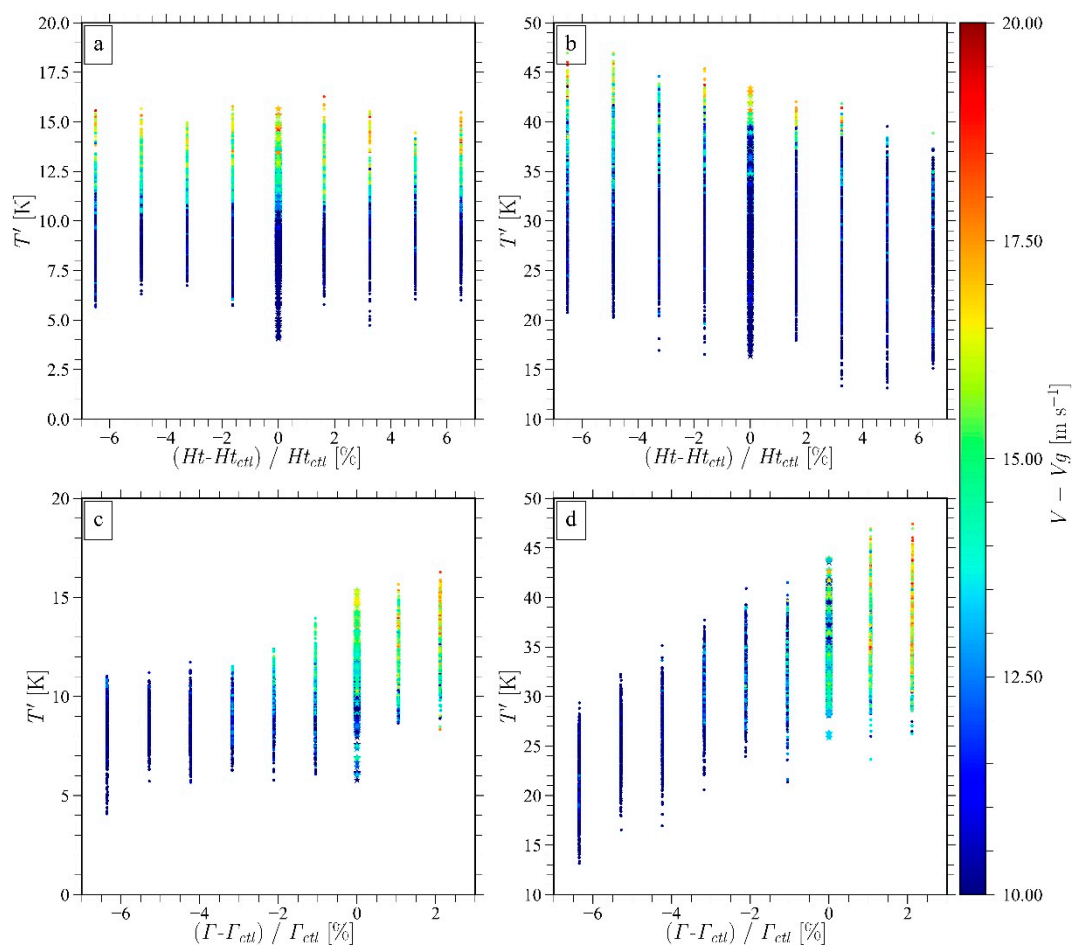 a
20.0
17.5
15.0
12.5
10.0
7.5
5.0
2.5
0.0
T′ [K]
−6 −4 −2 0 2 4 6
(Ht-Ht_ctl) / Ht_ctl [%]
b
50
45
40
35
30
25
20
15
10
T′ [K]
−6 −4 −2 0 2 4 6
(Ht-Ht_ctl) / Ht_ctl [%]
20.00
17.50
15.00
12.50
10.00
V − Vg [m s⁻¹]
c
20
15
10
5
0
T′ [K]
−6 −4 −2 0 2
(Γ-Γ_ctl) / Γ_ctl [%]
d
50
45
40
35
30
25
20
15
10
T′ [K]
−6 −4 −2 0 2
(Γ-Γ_ctl) / Γ_ctl [%]